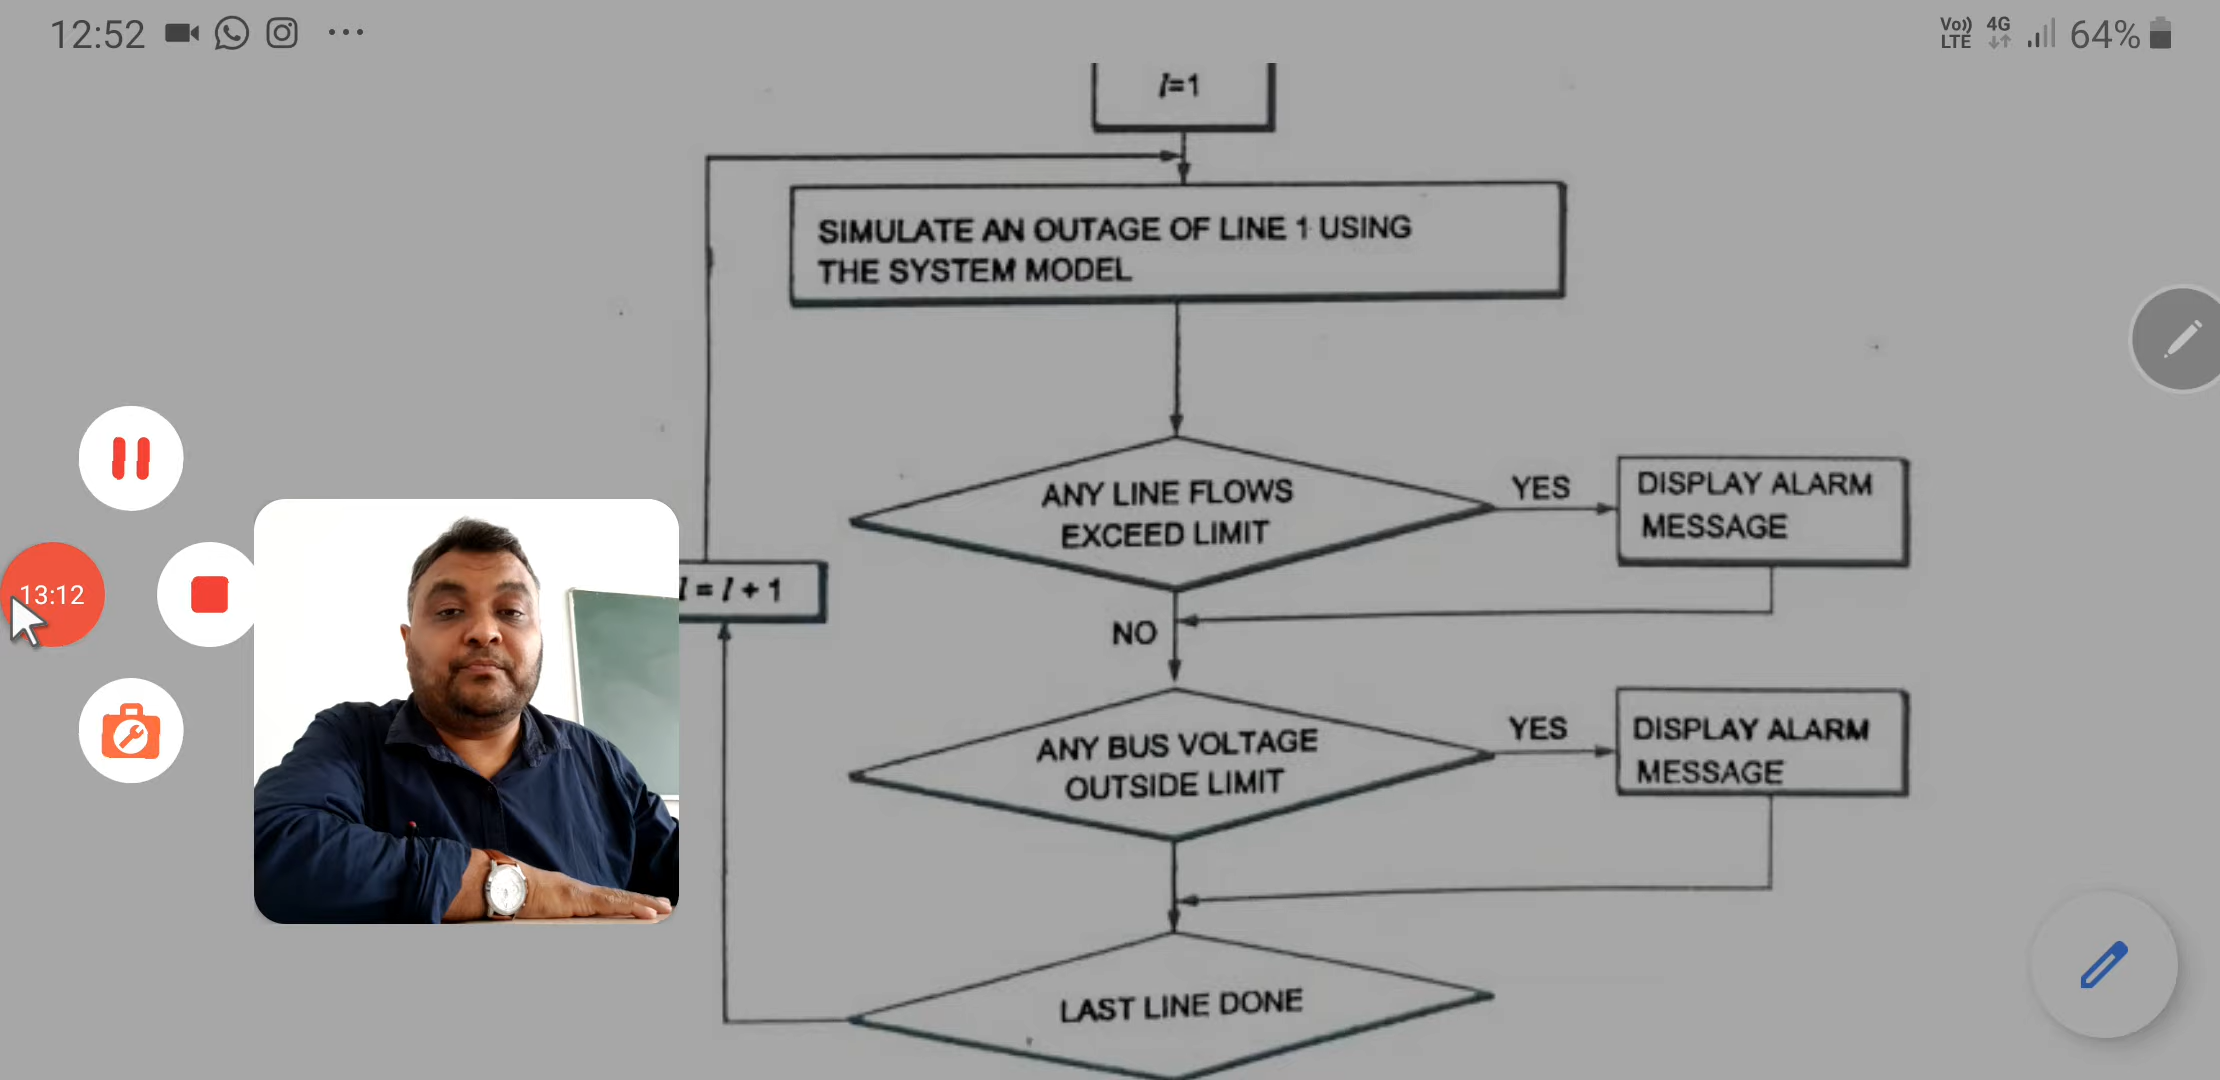 12:52
Vo)) LTE 4G 64%
l=1
SIMULATE AN OUTAGE OF LINE 1 USING
THE SYSTEM MODEL
ANY LINE FLOWS
EXCEED LIMIT
YES
DISPLAY ALARM
MESSAGE
13:12
l = l + 1
NO
ANY BUS VOLTAGE
OUTSIDE LIMIT
YES
DISPLAY ALARM
MESSAGE
LAST LINE DONE